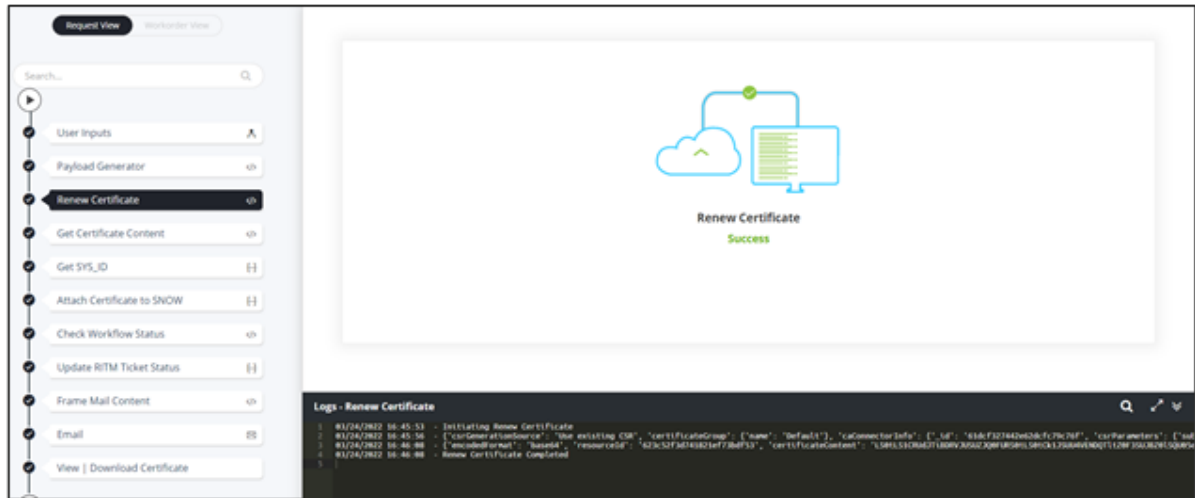 Request View
Workorder View
Search...
User Inputs
Payload Generator
Renew Certificate
Get Certificate Content
Get SYS_ID
Attach Certificate to SNOW
Check Workflow Status
Update RITM Ticket Status
Frame Mail Content
Email
View | Download Certificate
Renew Certificate
Success
Logs - Renew Certificate
1 03/24/2022 16:45:53 - Initiating Renew Certificate
2 03/24/2022 16:45:56 - {'csrGenerationSource': 'Use existing CSR', 'certificateGroup': {'name': 'Default'}, 'caConnectorInfo': {'_id': 'csrParameters': {'sub
3 03/24/2022 16:46:08 - {'encodedFormat': 'base64', 'resourceId': 'certificateContent':
4 03/24/2022 16:46:08 - Renew Certificate Completed
5